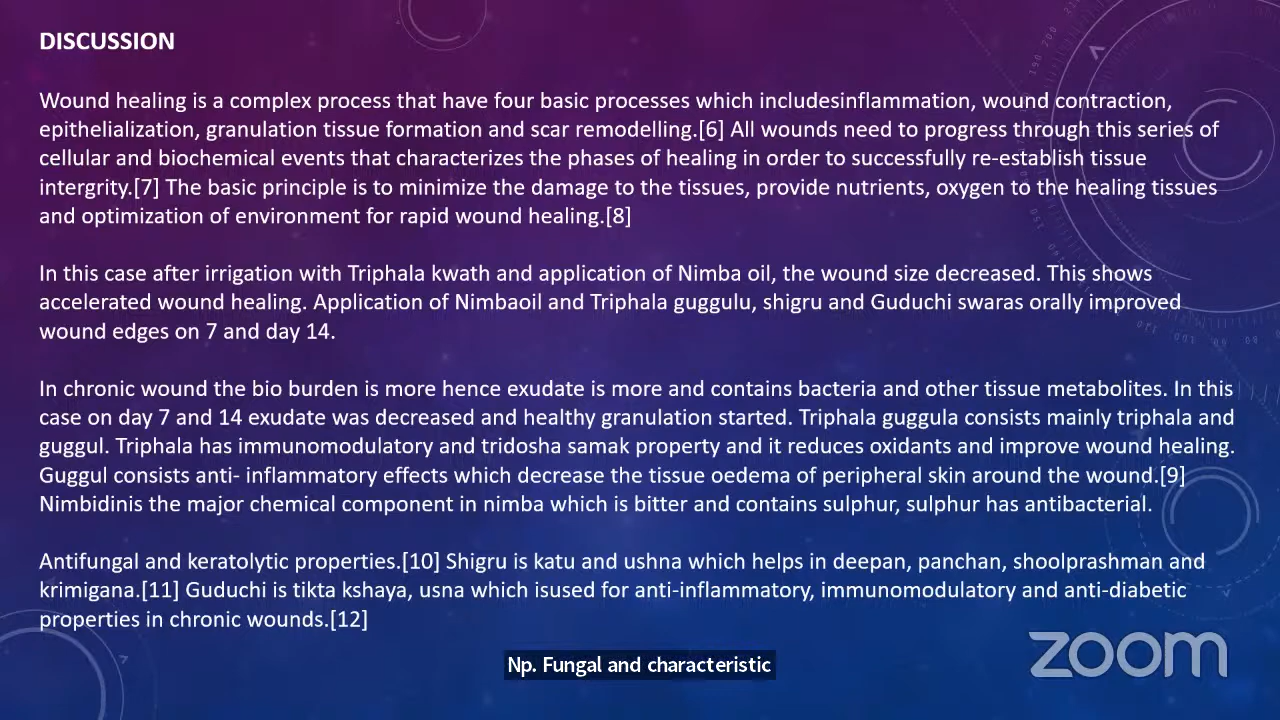 DISCUSSION
Wound healing is a complex process that have four basic processes which includesinflammation, wound contraction,
epithelialization, granulation tissue formation and scar remodelling.[6] All wounds need to progress through this series of
cellular and biochemical events that characterizes the phases of healing in order to successfully re-establish tissue
intergrity.[7] The basic principle is to minimize the damage to the tissues, provide nutrients, oxygen to the healing tissues
and optimization of environment for rapid wound healing.[8]
In this case after irrigation with Triphala kwath and application of Nimba oil, the wound size decreased. This shows
accelerated wound healing. Application of Nimbaoil and Triphala guggulu, shigru and Guduchi swaras orally improved
wound edges on 7 and day 14.
In chronic wound the bio burden is more hence exudate is more and contains bacteria and other tissue metabolites. In this
case on day 7 and 14 exudate was decreased and healthy granulation started. Triphala guggula consists mainly triphala and
guggul. Triphala has immunomodulatory and tridosha samak property and it reduces oxidants and improve wound healing.
Guggul consists anti- inflammatory effects which decrease the tissue oedema of peripheral skin around the wound.[9]
Nimbidinis the major chemical component in nimba which is bitter and contains sulphur, sulphur has antibacterial.
Antifungal and keratolytic properties.[10] Shigru is katu and ushna which helps in deepan, panchan, shoolprashman and
krimigana.[11] Guduchi is tikta kshaya, usna which isused for anti-inflammatory, immunomodulatory and anti-diabetic
properties in chronic wounds.[12]
Np. Fungal and characteristic
zoom